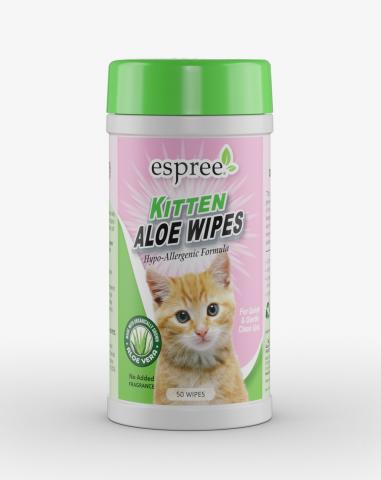 espree
KITTEN
ALOE WIPES
Hypo-Allergenic Formula
For Quick
& Gentle
Clean Ups
ALOE VERA
No Added
FRAGRANCE
50 WIPES